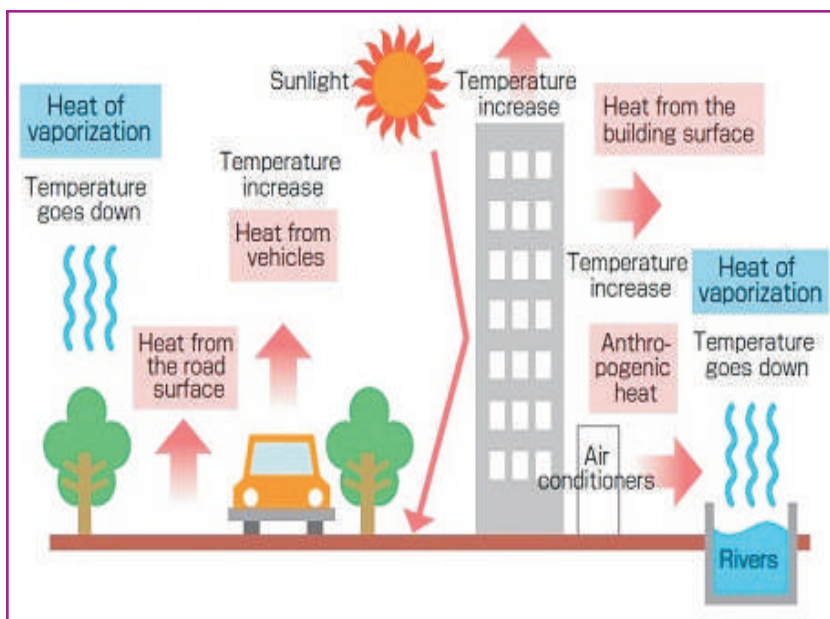 Sunlight
Temperature
increase
Heat of
vaporization
Temperature
goes down
Temperature
increase
Heat from
vehicles
Heat from
the road
surface
Heat from the
building surface
Temperature
increase
Heat of
vaporization
Anthro-
pogenic
heat
Temperature
goes down
Air
conditioners
Rivers